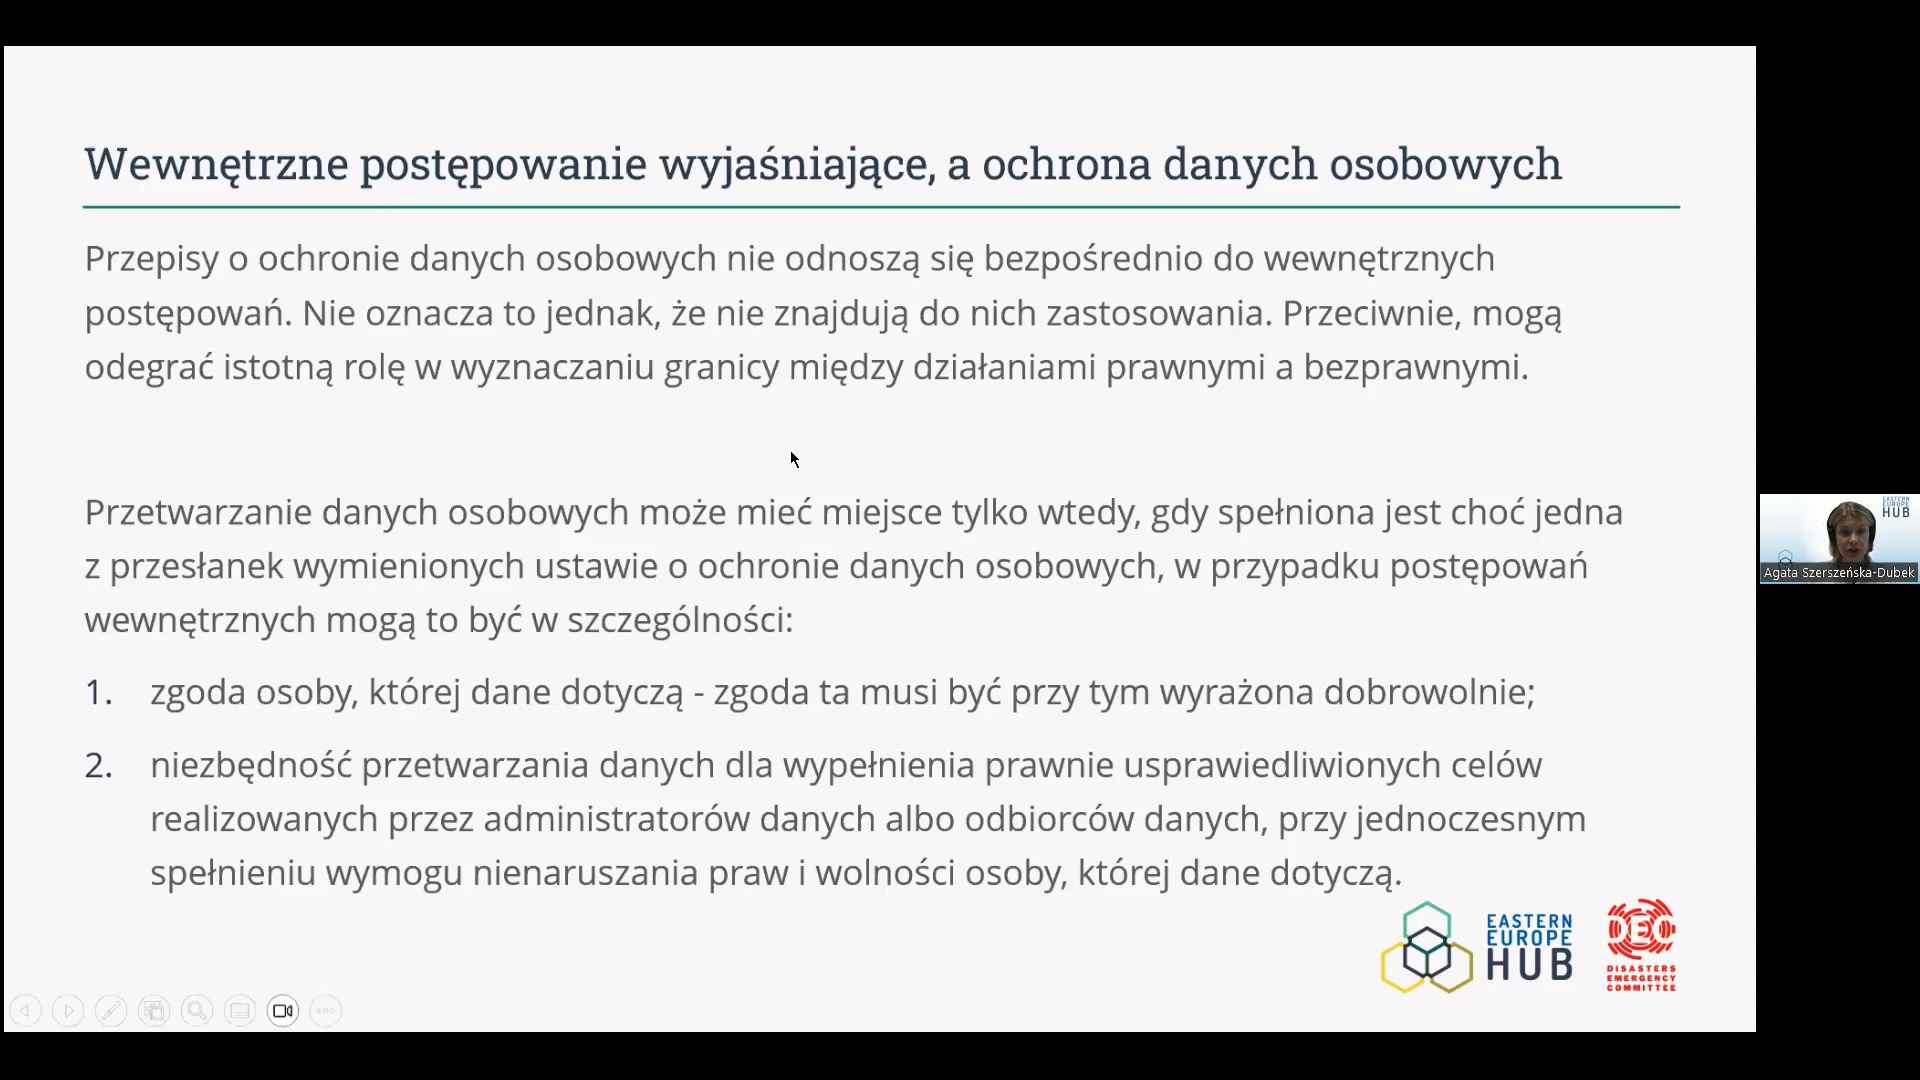 Wewnętrzne postępowanie wyjaśniające, a ochrona danych osobowych
Przepisy o ochronie danych osobowych nie odnoszą się bezpośrednio do wewnętrznych
postępowań. Nie oznacza to jednak, że nie znajdują do nich zastosowania. Przeciwnie, mogą
odegrać istotną rolę w wyznaczaniu granicy między działaniami prawnymi a bezprawnymi.
Przetwarzanie danych osobowych może mieć miejsce tylko wtedy, gdy spełniona jest choć jedna
z przesłanek wymienionych ustawie o ochronie danych osobowych, w przypadku postępowań
wewnętrznych mogą to być w szczególności:
1. zgoda osoby, której dane dotyczą - zgoda ta musi być przy tym wyrażona dobrowolnie;
2. niezbędność przetwarzania danych dla wypełnienia prawnie usprawiedliwionych celów
realizowanych przez administratorów danych albo odbiorców danych, przy jednoczesnym
spełnieniu wymogu nienaruszania praw i wolności osoby, której dane dotyczą.
EASTERN
EUROPE
HUB
DEC
DISASTERS
EMERGENCY
COMMITTEE
EASTERN
EUROPE
HUB
Agata Szerszeńska-Dubek